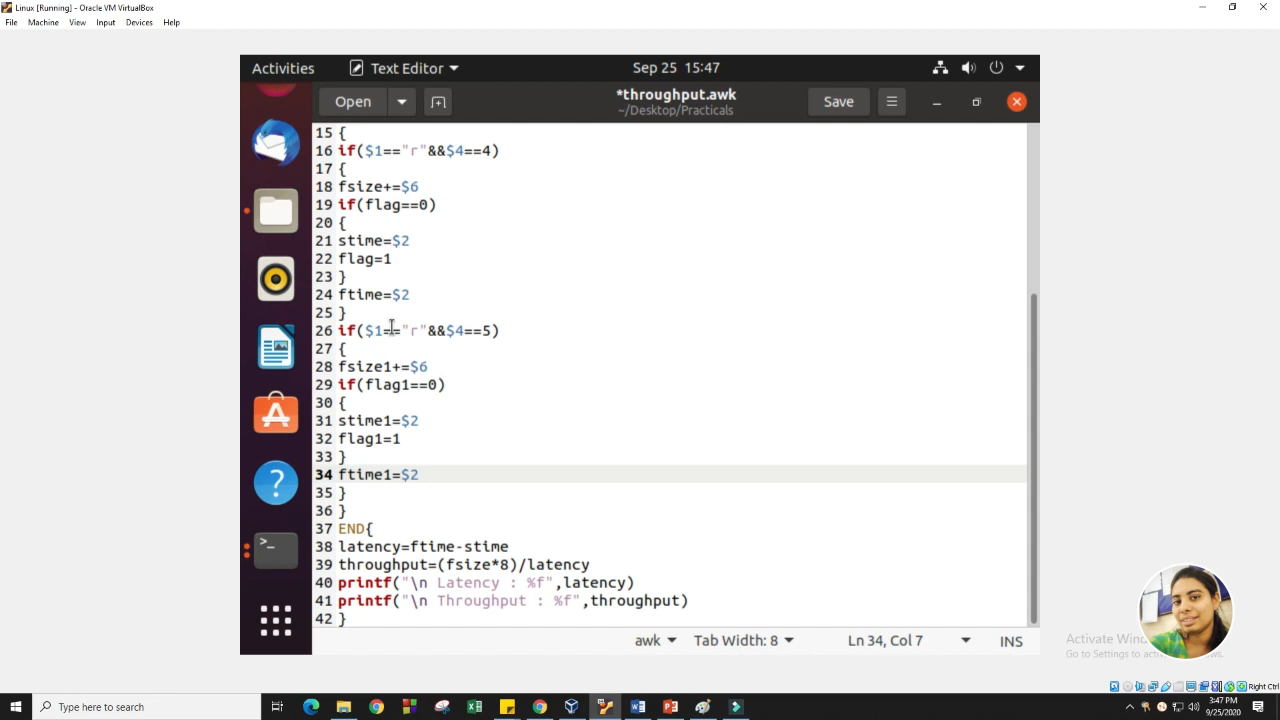 Linux [Running] - Oracle VM VirtualBox
File Machine View Input Devices Help
Activities Text Editor Sep 25 15:47
Open *throughput.awk Save
~/Desktop/Practicals
15 {
16 if($1=="r"&&$4==4)
17 {
18 fsize+=$6
19 if(flag==0)
20 {
21 stime=$2
22 flag=1
23 }
24 ftime=$2
25 }
26 if($1=="r"&&$4==5)
27 {
28 fsize1+=$6
29 if(flag1==0)
30 {
31 stime1=$2
32 flag1=1
33 }
34 ftime1=$2
35 }
36 }
37 END{
38 latency=ftime-stime
39 throughput=(fsize*8)/latency
40 printf("\n Latency : %f",latency)
41 printf("\n Throughput : %f",throughput)
42 }
awk Tab Width: 8 Ln 34, Col 7 INS
Activate
Go to Settings to
Right Ctrl
Type here to search
3:47 PM
9/25/2020